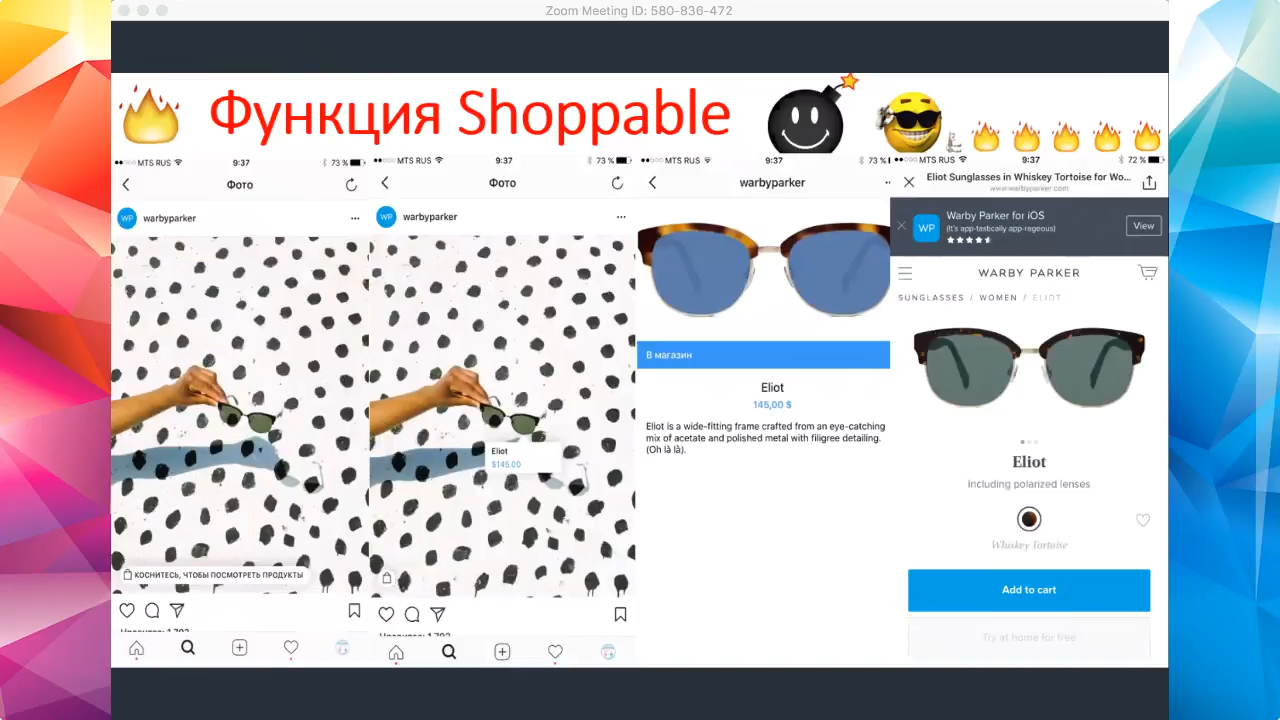 Zoom Meeting ID: 580-836-472
Функция Shoppable
MTS RUS 9:37 73 %
Фото
WP warbyparker
КОСНИТЕСЬ, ЧТОБЫ ПОСМОТРЕТЬ ПРОДУКТЫ
MTS RUS 9:37 73 %
Фото
WP warbyparker
Eliot
$145.00
MTS RUS 9:37 73 %
warbyparker
В магазин
Eliot
145,00 $
Eliot is a wide-fitting frame crafted from an eye-catching
mix of acetate and polished metal with filigree detailing.
(Oh là là).
MTS RUS 9:37 72 %
Eliot Sunglasses in Whiskey Tortoise for Wo...
www.warbyparker.com
WP
Warby Parker for iOS
(It's app-tastically app-rageous)
View
WARBY PARKER
SUNGLASSES / WOMEN / ELIOT
Eliot
Including polarized lenses
Whiskey Tortoise
Add to cart
Try at home for free